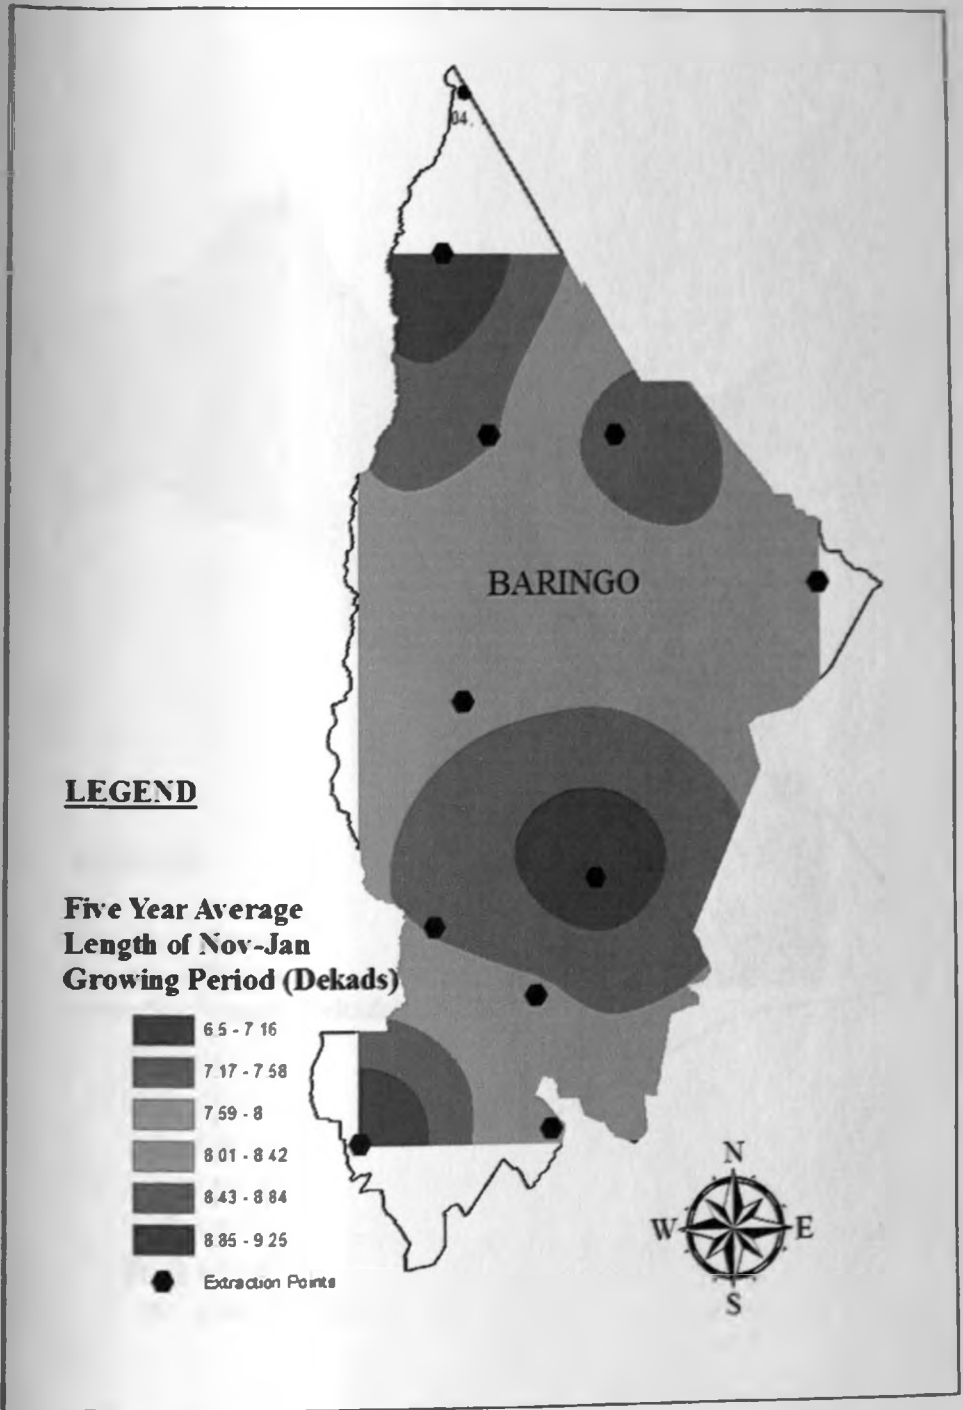 04.
BARINGO
LEGEND
Five Year Average
Length of Nov-Jan
Growing Period (Dekads)
6 5 - 7 16
7 17 - 7 58
7 59 - 8
8 01 - 8 42
8 43 - 8 84
8 85 - 9 25
Extraction Points
N
W E
S